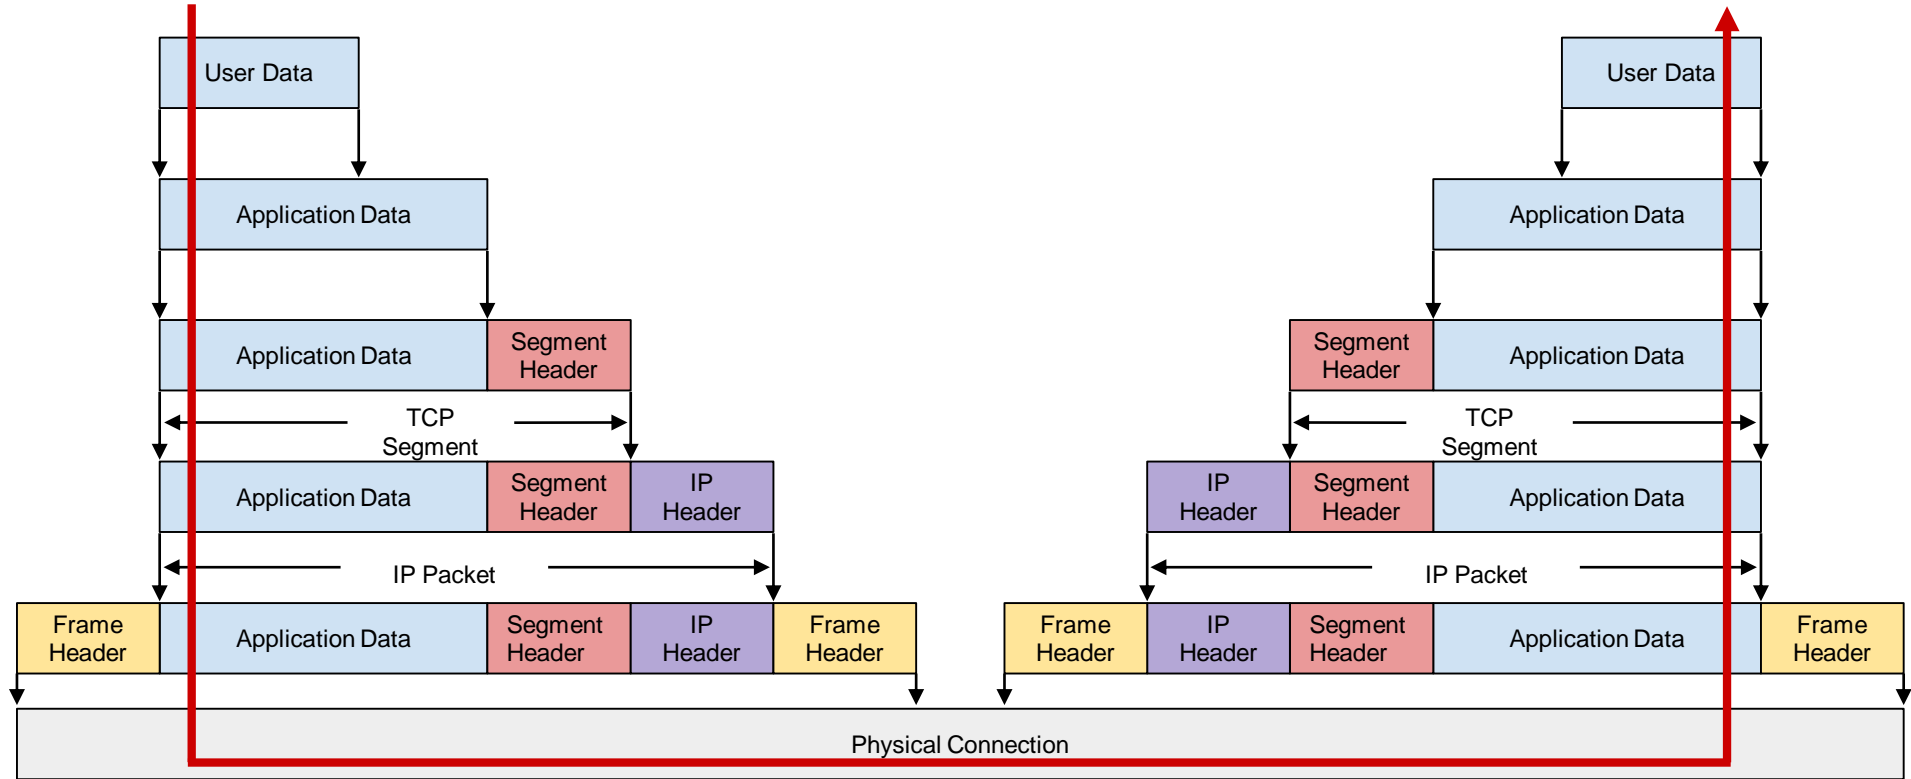 User Data
User Data
Application Data
Application Data
Application Data
Segment
Header
Segment
Header
Application Data
TCP
Segment
TCP
Segment
Application Data
Segment
Header
IP
Header
IP
Header
Segment
Header
Application Data
IP Packet
IP Packet
Frame
Header
Application Data
Segment
Header
IP
Header
Frame
Header
Frame
Header
IP
Header
Segment
Header
Application Data
Frame
Header
Physical Connection